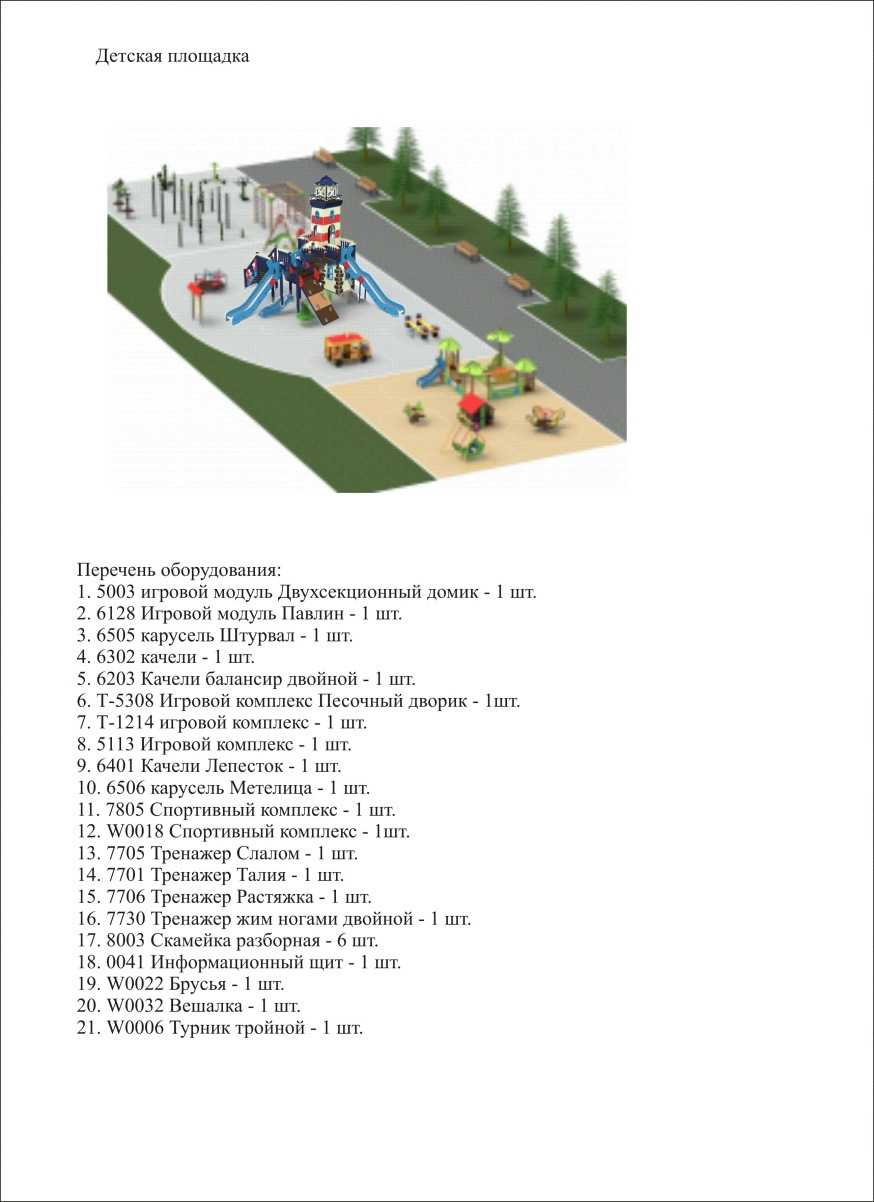 Детская площадка
Перечень оборудования:
1. 5003 игровой модуль Двухсекционный домик - 1 шт.
2. 6128 Игровой модуль Павлин - 1 шт.
3. 6505 карусель Штурвал - 1 шт.
4. 6302 качели - 1 шт.
5. 6203 Качели балансир двойной - 1 шт.
6. Т-5308 Игровой комплекс Песочный дворик - 1шт.
7. Т-1214 игровой комплекс - 1 шт.
8. 5113 Игровой комплекс - 1 шт.
9. 6401 Качели Лепесток - 1 шт.
10. 6506 карусель Метелица - 1 шт.
11. 7805 Спортивный комплекс - 1 шт.
12. W0018 Спортивный комплекс - 1шт.
13. 7705 Тренажер Слалом - 1 шт.
14. 7701 Тренажер Талия - 1 шт.
15. 7706 Тренажер Растяжка - 1 шт.
16. 7730 Тренажер жим ногами двойной - 1 шт.
17. 8003 Скамейка разборная - 6 шт.
18. 0041 Информационный щит - 1 шт.
19. W0022 Брусья - 1 шт.
20. W0032 Вешалка - 1 шт.
21. W0006 Турник тройной - 1 шт.